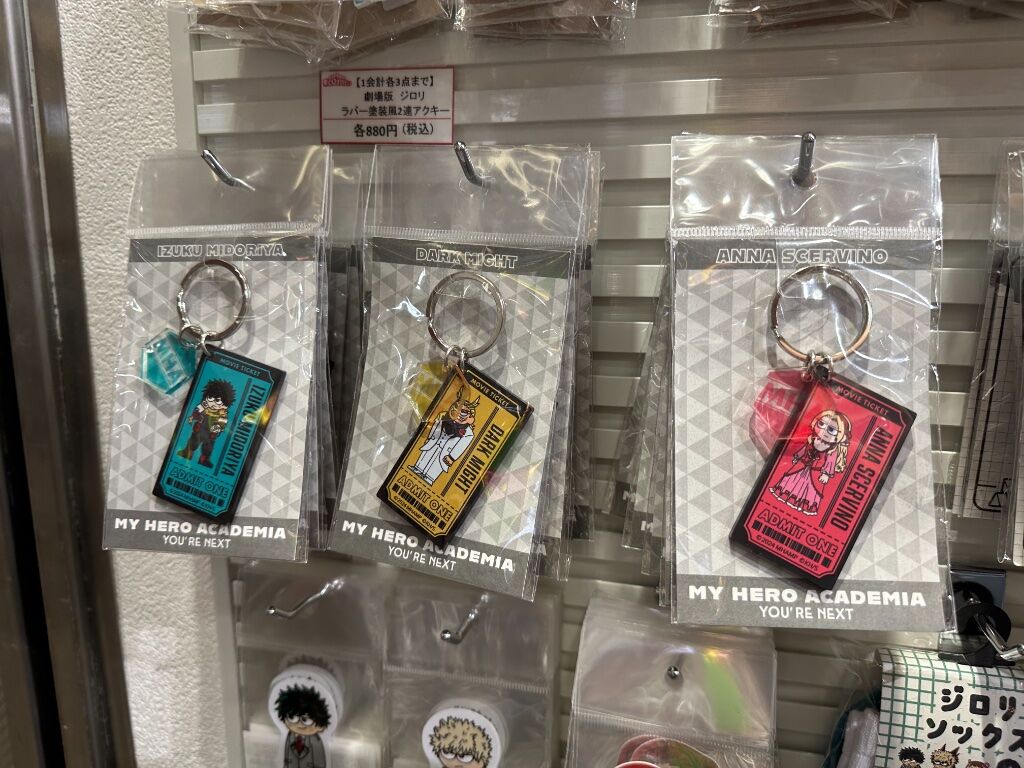 【1会計各3点まで】
劇場版 ジロリ
ラバー塗装風2連アクキー
各880円(税込)
IZUKU MIDORIYA
MOVIE TICKET
IZUKU MIDORIYA
ADMIT ONE
MY HERO ACADEMIA
YOU'RE NEXT
DARK MIGHT
MOVIE TICKET
DARK MIGHT
ADMIT ONE
MY HERO ACADEMIA
YOU'RE NEXT
ANNA SCERVINO
MOVIE TICKET
ANNA SCERVINO
ADMIT ONE
©2024 MHAMP ©KH/S
MY HERO ACADEMIA
YOU'RE NEXT
ジロリ
ソックス